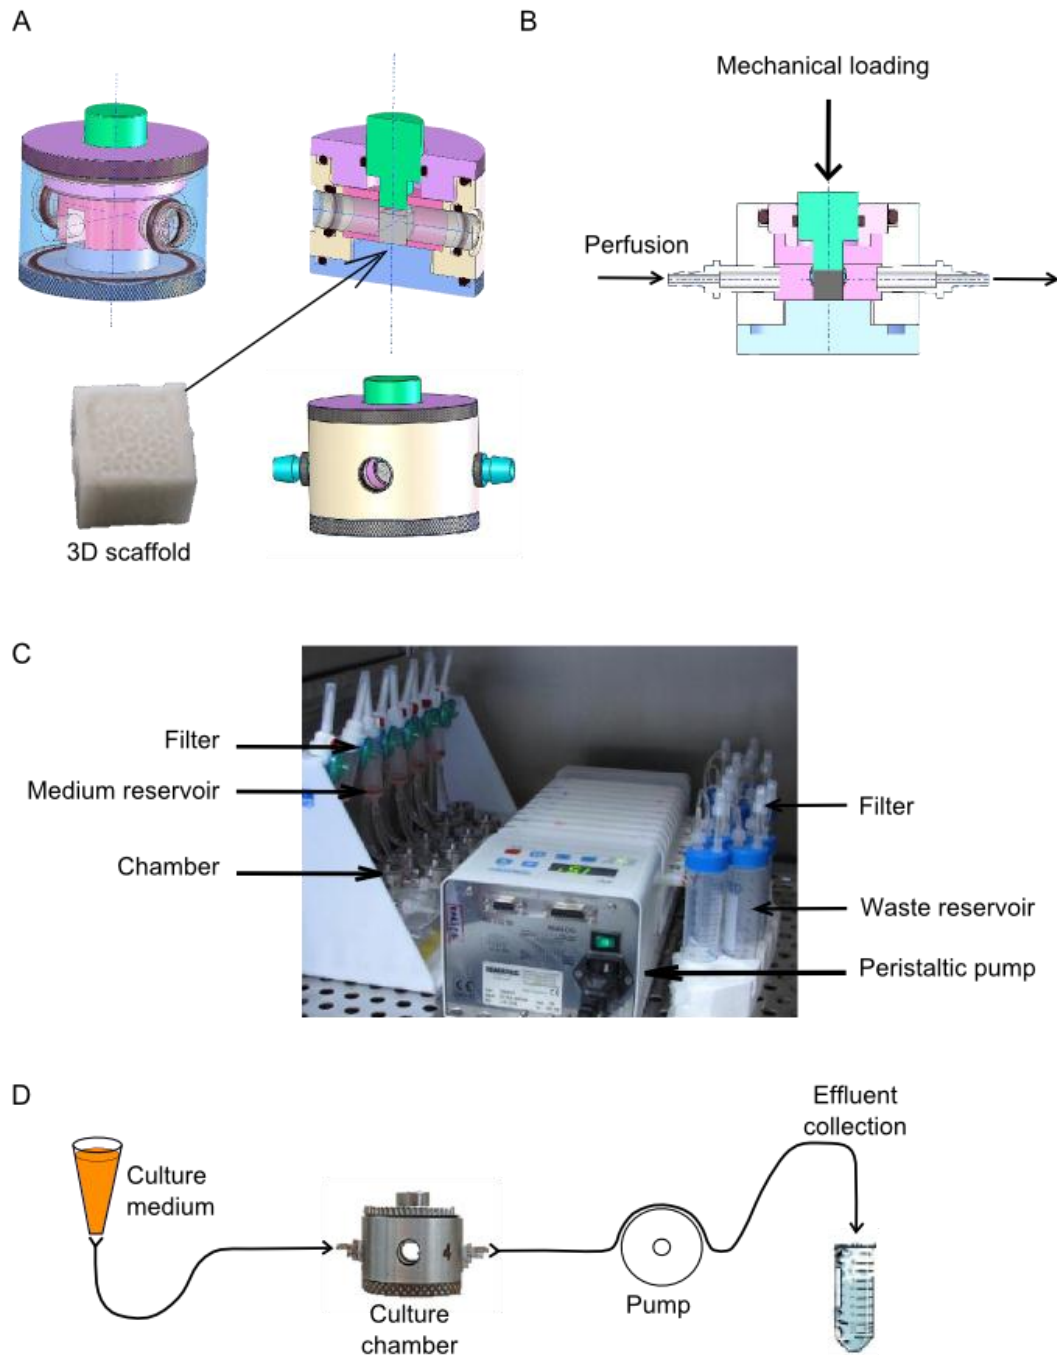 A
B
Mechanical loading
Perfusion
3D scaffold
C
Filter
Medium reservoir
Chamber
Filter
Waste reservoir
Peristaltic pump
D
Culture
medium
4
Culture
chamber
Pump
Effluent
collection